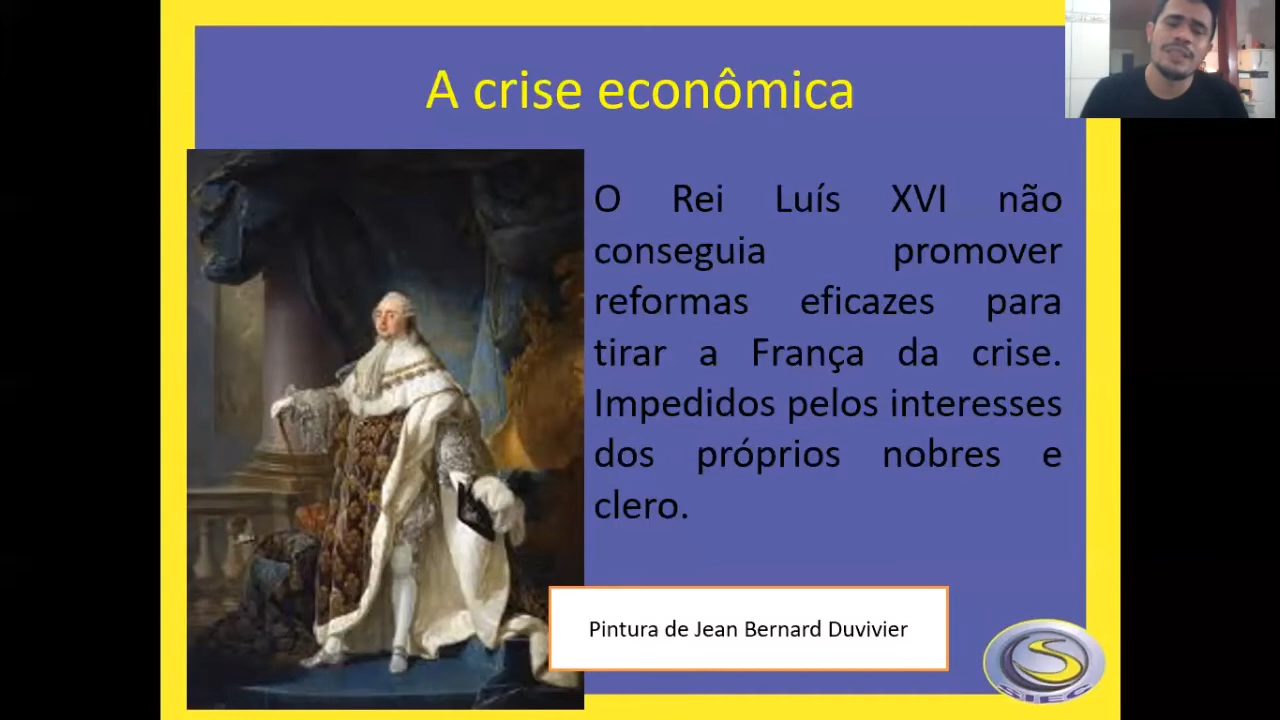 A crise econômica
O Rei Luís XVI não
conseguia promover
reformas eficazes para
tirar a França da crise.
Impedidos pelos interesses
dos próprios nobres e
clero.
Pintura de Jean Bernard Duvivier